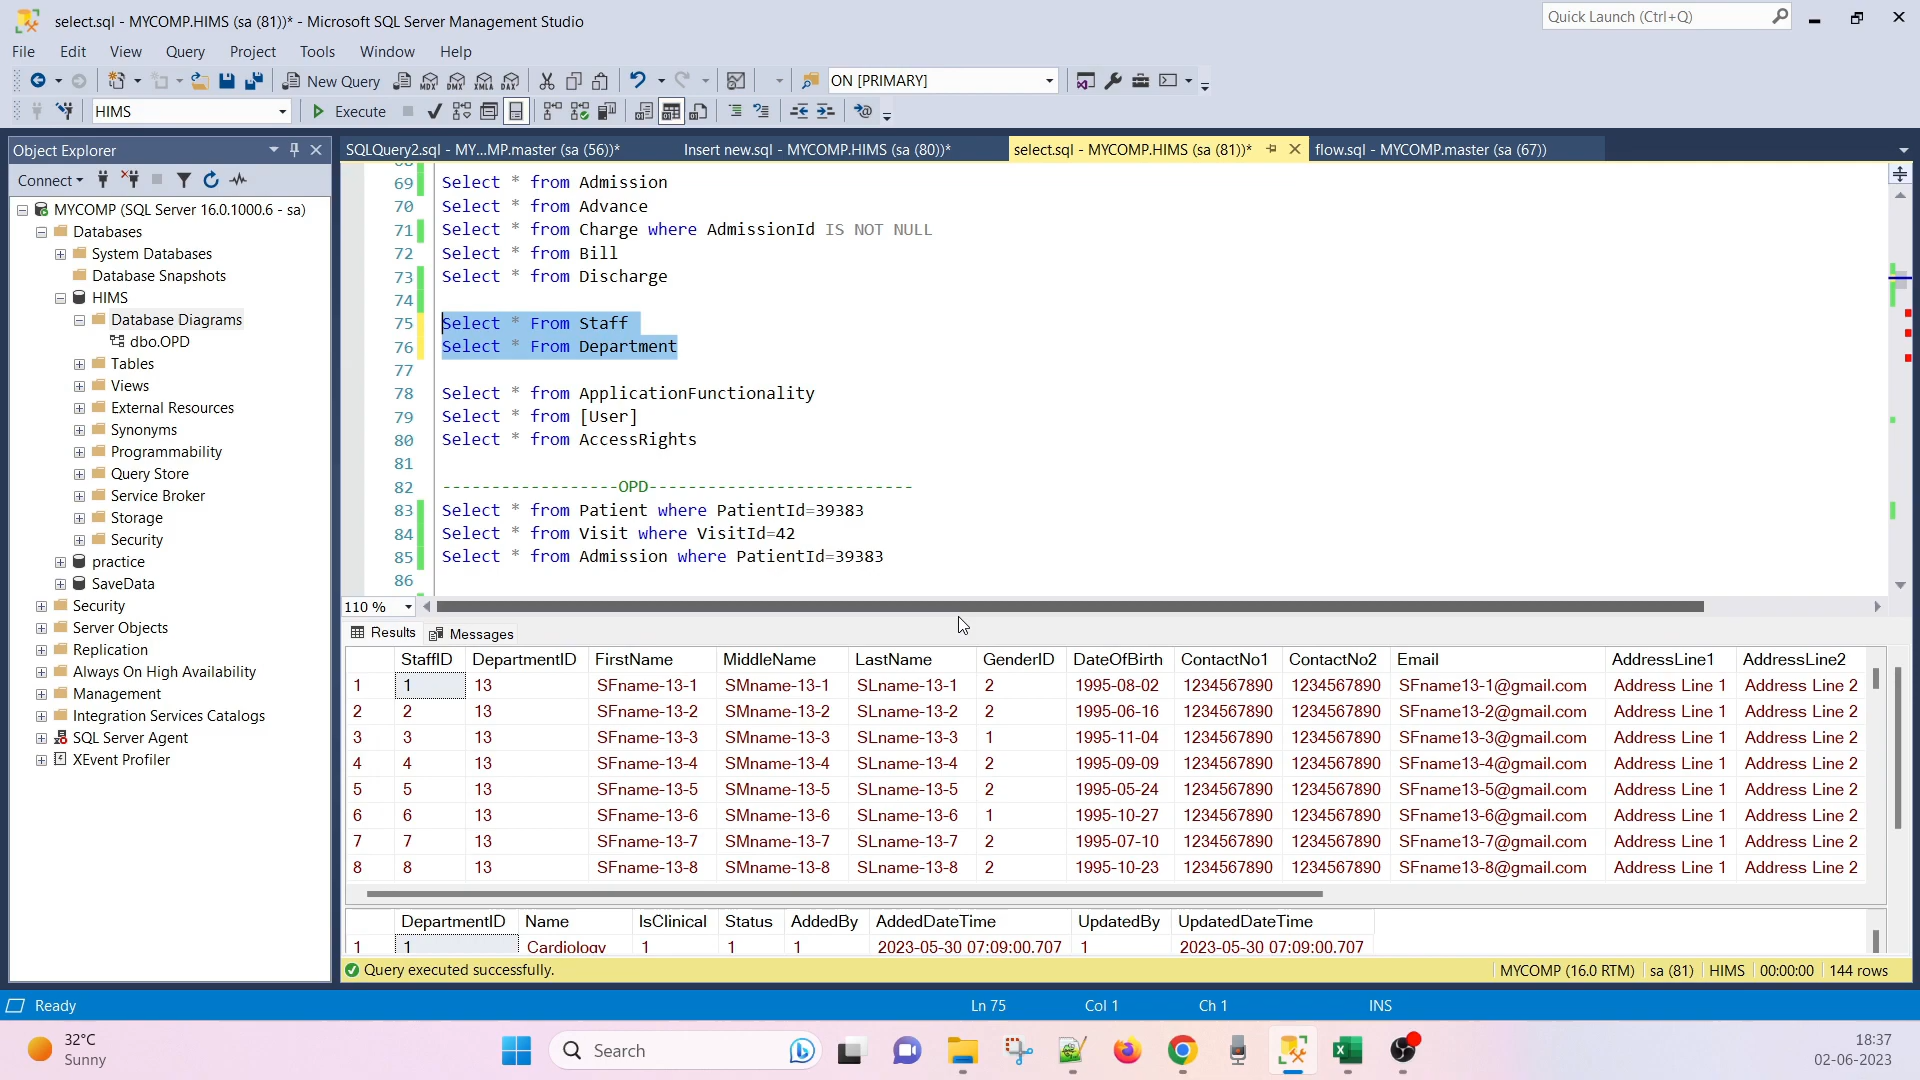 select.sql - MYCOMP.HIMS (sa (81))* - Microsoft SQL Server Management Studio
Quick Launch (Ctrl+Q)
File Edit View Query Project Tools Window Help
New Query MDX DMX XMLA DAX ON [PRIMARY]
HIMS Execute
Object Explorer
SQLQuery2.sql - MY...MP.master (sa (56))* Insert new.sql - MYCOMP.HIMS (sa (80))* select.sql - MYCOMP.HIMS (sa (81))* flow.sql - MYCOMP.master (sa (67))
Connect
MYCOMP (SQL Server 16.0.1000.6 - sa)
Databases
System Databases
Database Snapshots
HIMS
Database Diagrams
dbo.OPD
Tables
Views
External Resources
Synonyms
Programmability
Query Store
Service Broker
Storage
Security
practice
SaveData
Security
Server Objects
Replication
Always On High Availability
Management
Integration Services Catalogs
SQL Server Agent
XEvent Profiler
69 Select * from Admission
70 Select * from Advance
71 Select * from Charge where AdmissionId IS NOT NULL
72 Select * from Bill
73 Select * from Discharge
74
75 Select * From Staff
76 Select * From Department
77
78 Select * from ApplicationFunctionality
79 Select * from [User]
80 Select * from AccessRights
81
82 ------------------OPD---------------------------
83 Select * from Patient where PatientId=39383
84 Select * from Visit where VisitId=42
85 Select * from Admission where PatientId=39383
86
110 %
Results Messages
StaffID DepartmentID FirstName MiddleName LastName GenderID DateOfBirth ContactNo1 ContactNo2 Email AddressLine1 AddressLine2
1 1 13 SFname-13-1 SMname-13-1 SLname-13-1 2 1995-08-02 1234567890 1234567890 SFname13-1@gmail.com Address Line 1 Address Line 2
2 2 13 SFname-13-2 SMname-13-2 SLname-13-2 2 1995-06-16 1234567890 1234567890 SFname13-2@gmail.com Address Line 1 Address Line 2
3 3 13 SFname-13-3 SMname-13-3 SLname-13-3 1 1995-11-04 1234567890 1234567890 SFname13-3@gmail.com Address Line 1 Address Line 2
4 4 13 SFname-13-4 SMname-13-4 SLname-13-4 2 1995-09-09 1234567890 1234567890 SFname13-4@gmail.com Address Line 1 Address Line 2
5 5 13 SFname-13-5 SMname-13-5 SLname-13-5 2 1995-05-24 1234567890 1234567890 SFname13-5@gmail.com Address Line 1 Address Line 2
6 6 13 SFname-13-6 SMname-13-6 SLname-13-6 1 1995-10-27 1234567890 1234567890 SFname13-6@gmail.com Address Line 1 Address Line 2
7 7 13 SFname-13-7 SMname-13-7 SLname-13-7 2 1995-07-10 1234567890 1234567890 SFname13-7@gmail.com Address Line 1 Address Line 2
8 8 13 SFname-13-8 SMname-13-8 SLname-13-8 2 1995-10-23 1234567890 1234567890 SFname13-8@gmail.com Address Line 1 Address Line 2
DepartmentID Name IsClinical Status AddedBy AddedDateTime UpdatedBy UpdatedDateTime
1 1 Cardiology 1 1 1 2023-05-30 07:09:00.707 1 2023-05-30 07:09:00.707
Query executed successfully. MYCOMP (16.0 RTM) sa (81) HIMS 00:00:00 144 rows
Ready Ln 75 Col 1 Ch 1 INS
32°C
Sunny
Search
18:37
02-06-2023